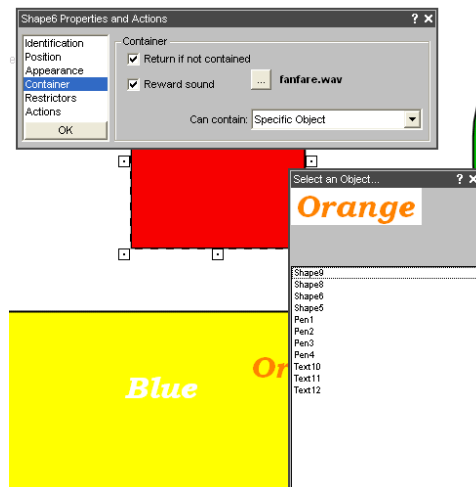 Shape6 Properties and Actions
Identification
Position
Appearance
Container
Restrictors
Actions
OK
Container
Return if not contained
Reward sound
... fanfare.wav
Can contain: Specific Object
Select an Object...
Orange
Shape9
Shape8
Shape6
Shape5
Pen1
Pen2
Pen3
Pen4
Text10
Text11
Text12
Blue
Or